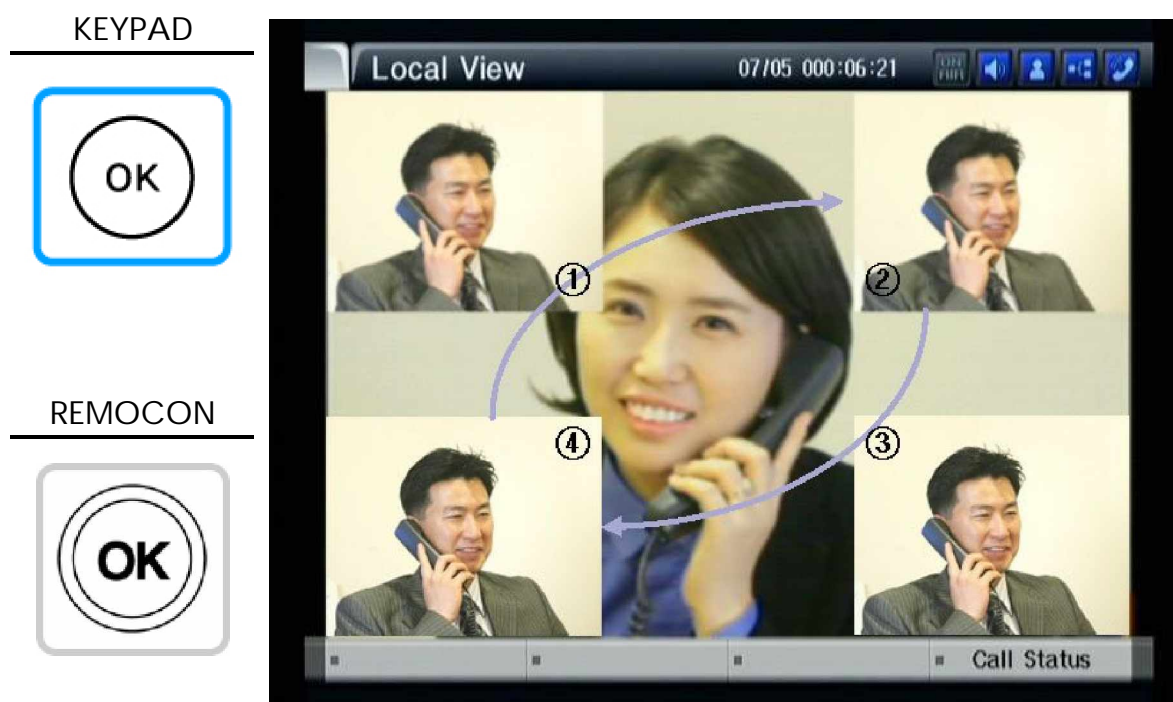 KEYPAD
OK
REMOCON
OK
Local View 07/05 000:06:21 ON AIR
① ②
④ ③
Call Status